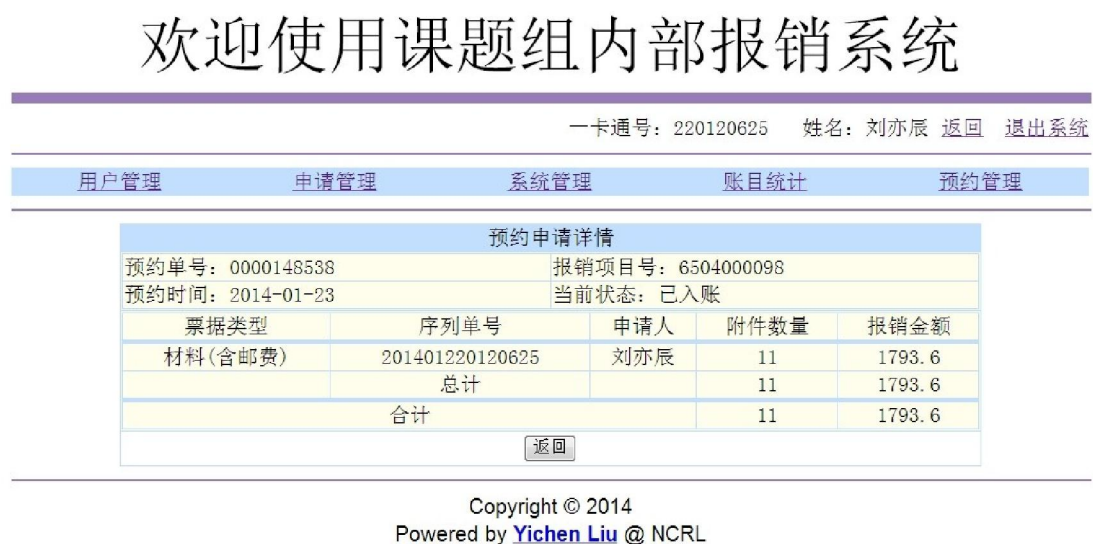 欢迎使用课题组内部报销系统
一卡通号：220120625 姓名：刘亦辰 返回 退出系统
用户管理 申请管理 系统管理 账目统计 预约管理
预约申请详情
预约单号：0000148538 报销项目号：6504000098
预约时间：2014-01-23 当前状态：已入账
票据类型 序列单号 申请人 附件数量 报销金额
材料(含邮费) 201401220120625 刘亦辰 11 1793.6
总计 11 1793.6
合计 11 1793.6
返回
Copyright © 2014
Powered by Yichen Liu @ NCRL